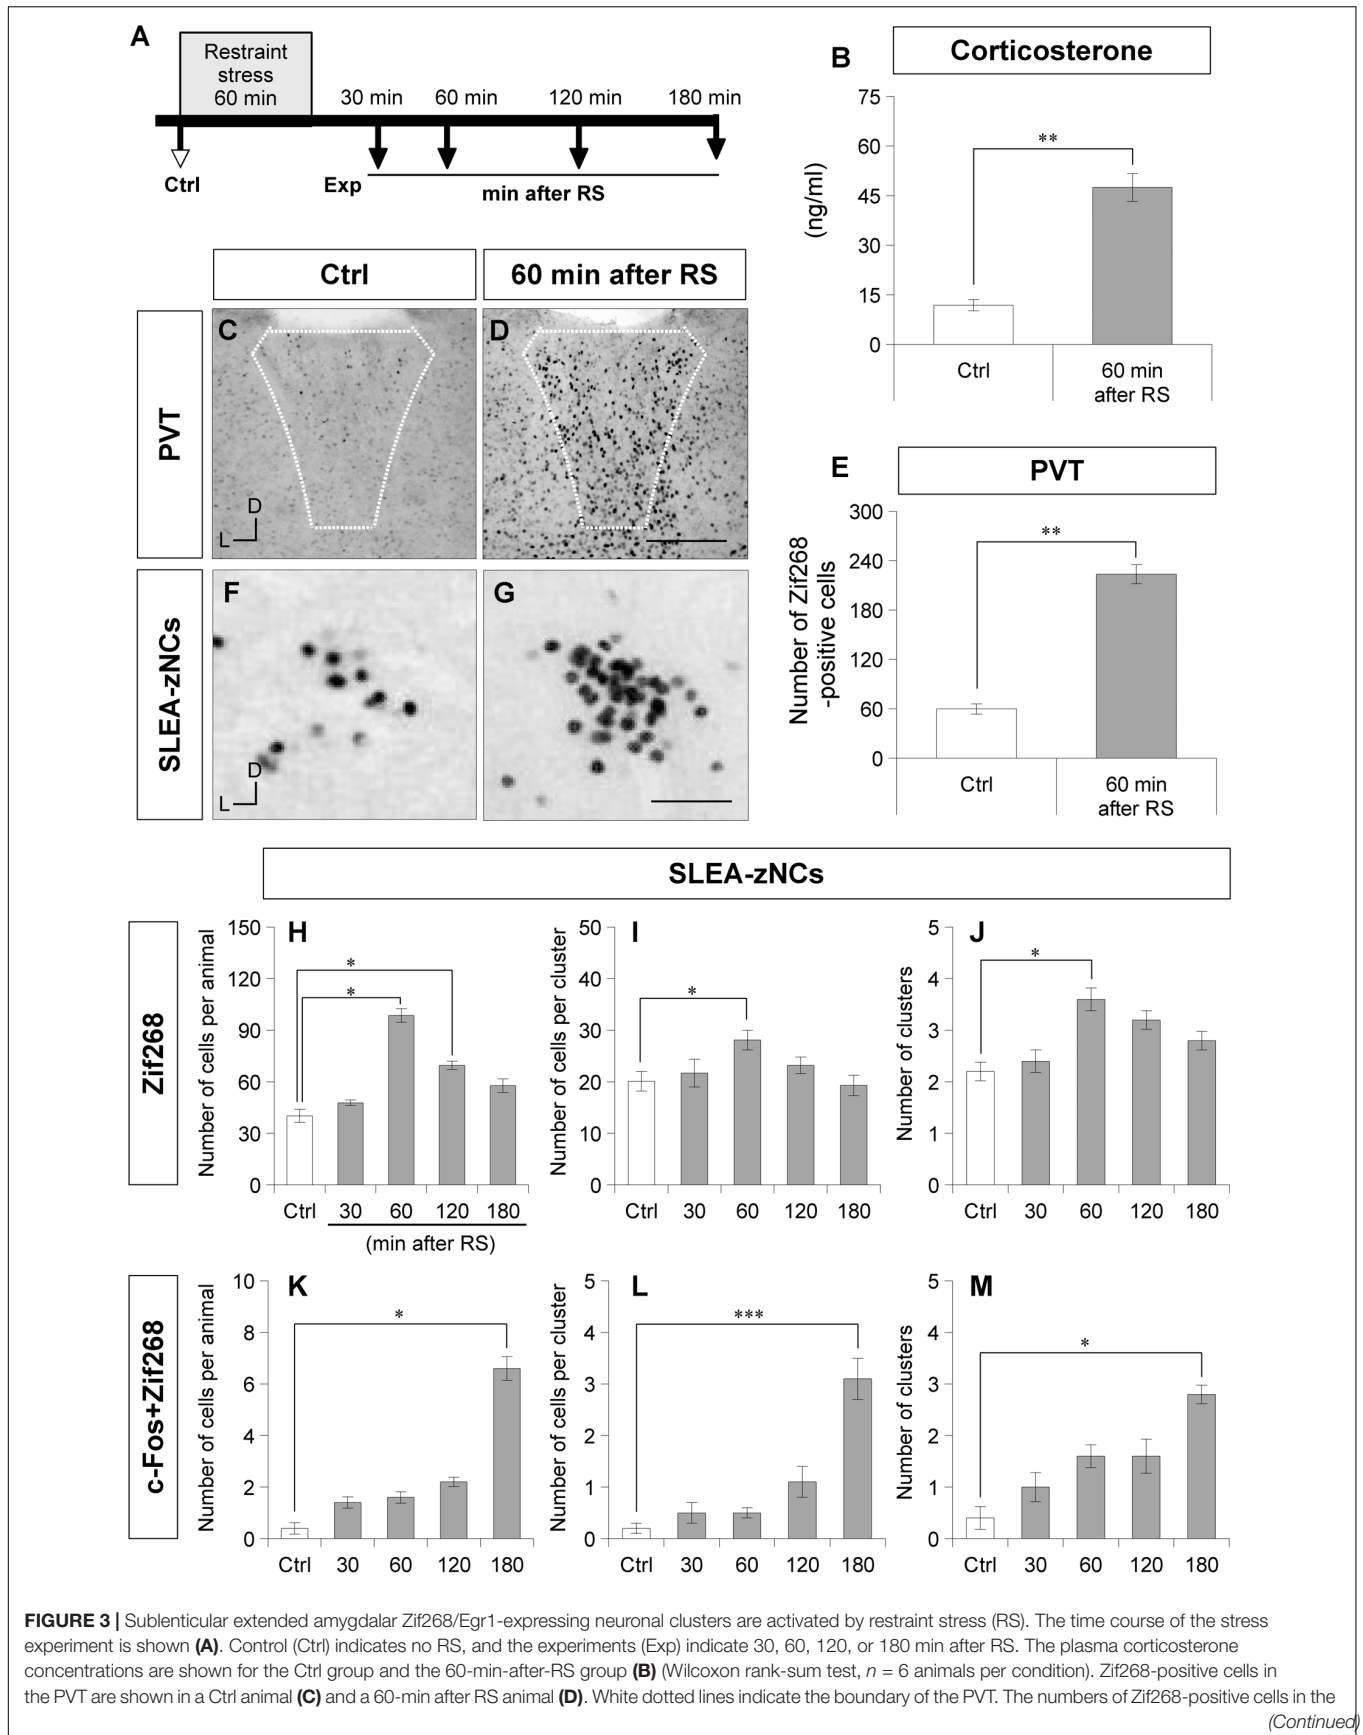 A
Restraint
stress
60 min
30 min
60 min
120 min
180 min
Ctrl
Exp
min after RS
B
Corticosterone
75
60
45
30
15
0
(ng/ml)
**
Ctrl
60 min
after RS
Ctrl
60 min after RS
PVT
C
D
L
D
E
PVT
300
240
180
120
60
0
Number of Zif268
-positive cells
**
Ctrl
60 min
after RS
SLEA-zNCs
F
D
L
G
SLEA-zNCs
Zif268
H
Number of cells per animal
150
120
90
60
30
0
*
*
Ctrl 30 60 120 180
(min after RS)
I
Number of cells per cluster
50
40
30
20
10
0
*
Ctrl 30 60 120 180
J
Number of clusters
5
4
3
2
1
0
*
Ctrl 30 60 120 180
c-Fos+Zif268
K
Number of cells per animal
10
8
6
4
2
0
*
Ctrl 30 60 120 180
L
Number of cells per cluster
5
4
3
2
1
0
***
Ctrl 30 60 120 180
M
Number of clusters
5
4
3
2
1
0
*
Ctrl 30 60 120 180
FIGURE 3 | Sublenticular extended amygdalar Zif268/Egr1-expressing neuronal clusters are activated by restraint stress (RS). The time course of the stress
experiment is shown (A). Control (Ctrl) indicates no RS, and the experiments (Exp) indicate 30, 60, 120, or 180 min after RS. The plasma corticosterone
concentrations are shown for the Ctrl group and the 60-min-after-RS group (B) (Wilcoxon rank-sum test, n = 6 animals per condition). Zif268-positive cells in
the PVT are shown in a Ctrl animal (C) and a 60-min after RS animal (D). White dotted lines indicate the boundary of the PVT. The numbers of Zif268-positive cells in the
(Continued)